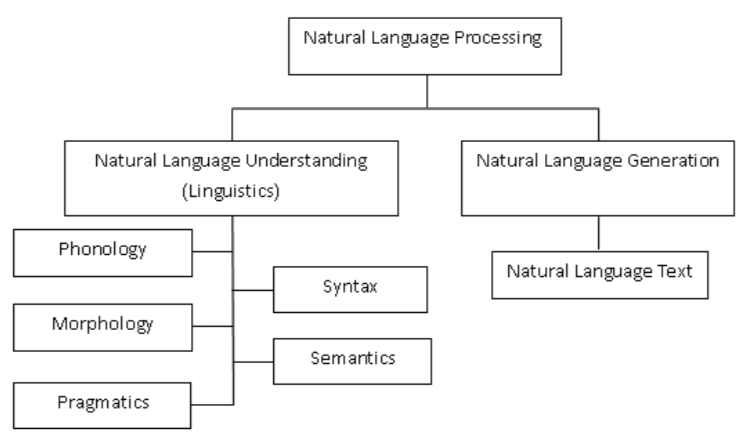 Natural Language Processing
Natural Language Understanding
(Linguistics)
Natural Language Generation
Phonology
Natural Language Text
Syntax
Morphology
Semantics
Pragmatics